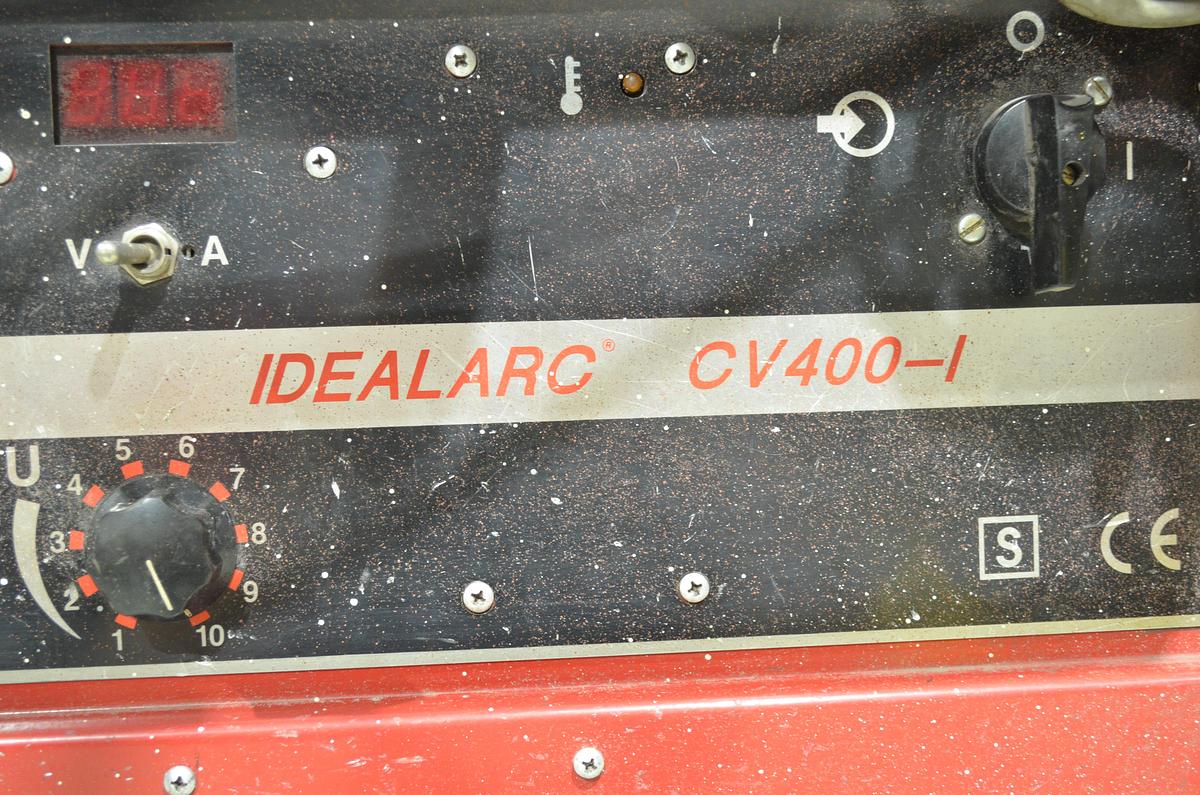 V A
IDEALARC® CV400-I
U
5 6
4 7
3 8
2 9
1 10
S CE